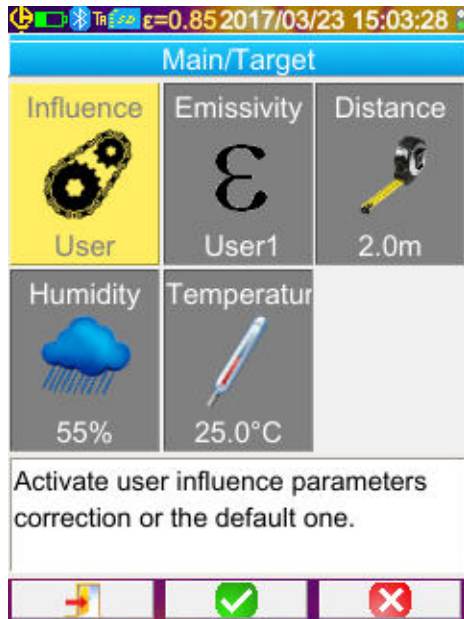 ε=0.85 2017/03/23 15:03:28
Main/Target
Influence Emissivity Distance
ε
User User1 2.0m
Humidity Temperatur
55% 25.0°C
Activate user influence parameters
correction or the default one.